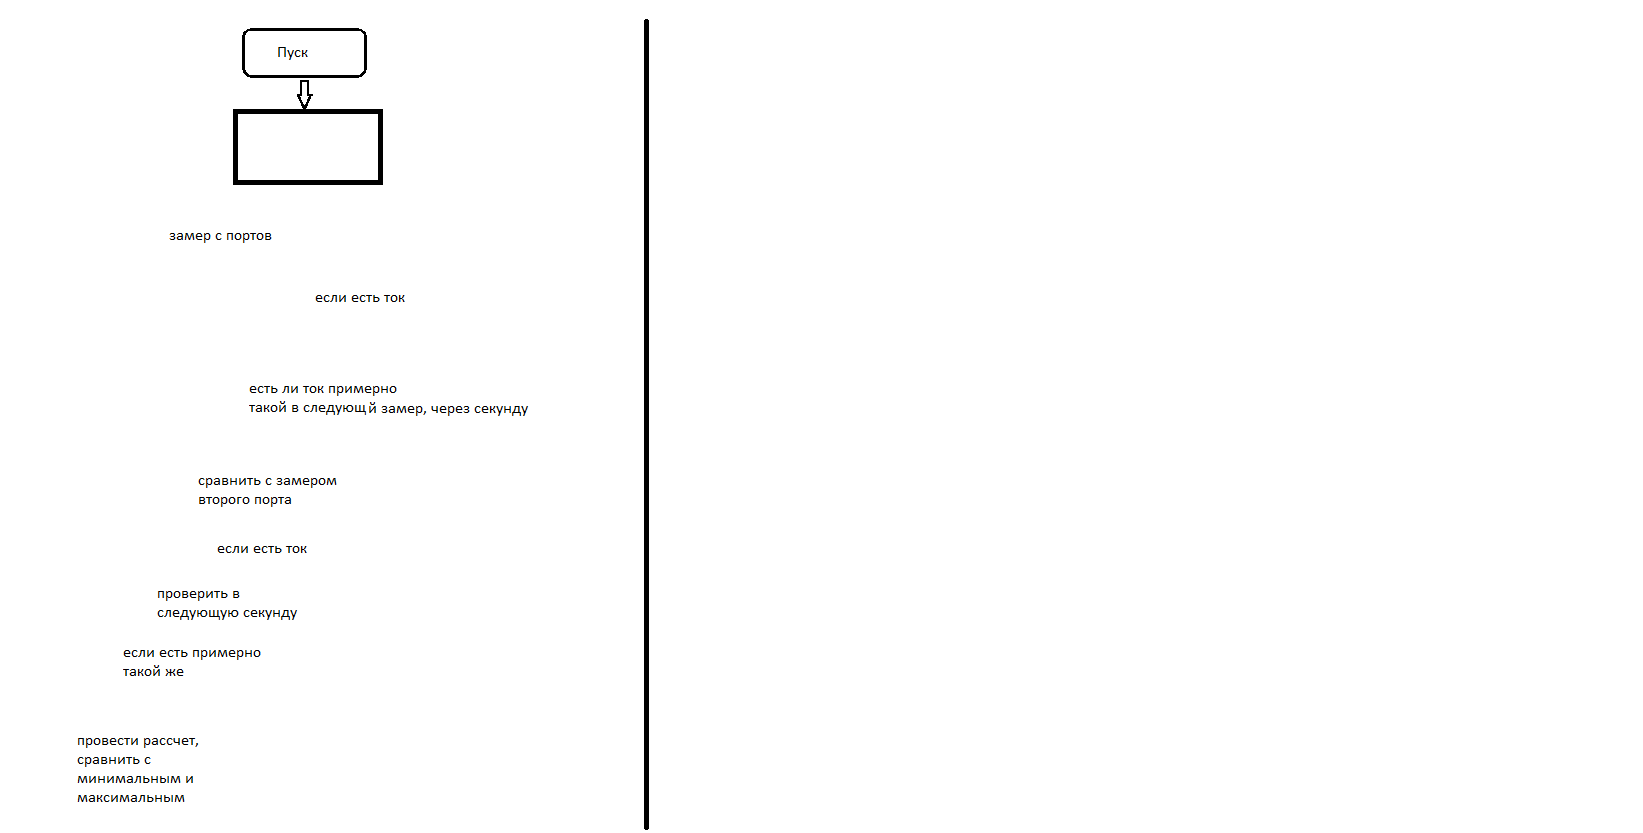 Пуск
замер с портов
если есть ток
есть ли ток примерно
такой в следующй замер, через секунду
сравнить с замером
второго порта
если есть ток
проверить в
следующую секунду
если есть примерно
такой же
провести рассчет,
сравнить с
минимальным и
максимальным